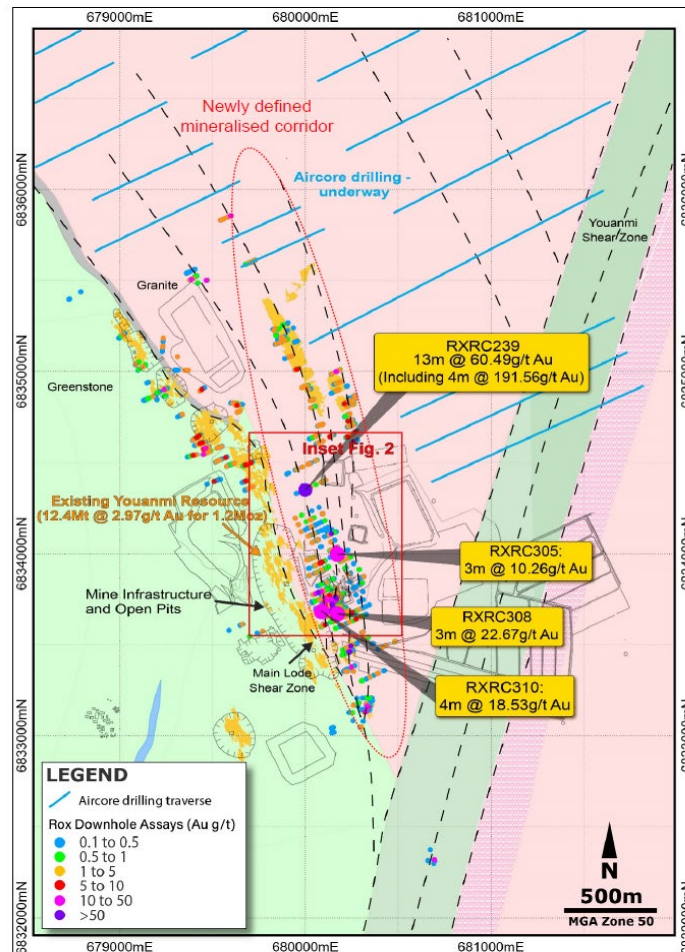 679000mE
680000mE
681000mE
6836000mN
6836000mN
6835000mN
6835000mN
6834000mN
6834000mN
6833000mN
6832000mN
Newly defined
mineralised corridor
Aircore drilling -
underway
Youanmi
Shear Zone
Granite
Greenstone
RXRC239
13m @ 60.49g/t Au
(Including 4m @ 191.56g/t Au)
Inset Fig. 2
Existing Youanmi Resource
(12.4Mt @ 2.97g/t Au for 1.2Moz)
RXRC305:
3m @ 10.26g/t Au
Mine Infrastructure
and Open Pits
RXRC308
3m @ 22.67g/t Au
Main Lode
Shear Zone
RXRC310:
4m @ 18.53g/t Au
LEGEND
Aircore drilling traverse
Rox Downhole Assays (Au g/t)
0.1 to 0.5
0.5 to 1
1 to 5
5 to 10
10 to 50
>50
N
500m
MGA Zone 50
679000mE
680000mE
681000mE